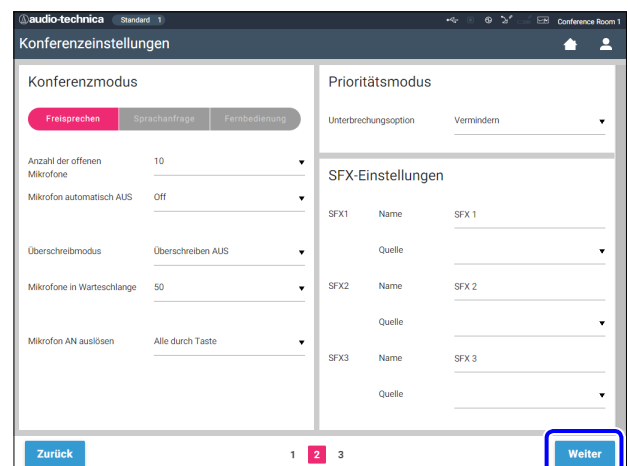 audio-technica Standard 1) Conference Room 1
Konferenzeinstellungen
Konferenzmodus
Freisprechen Sprachanfrage Fernbedienung
Anzahl der offenen Mikrofone 10
Mikrofon automatisch AUS Off
Überschreibmodus Überschreiben AUS
Mikrofone in Warteschlange 50
Mikrofon AN auslösen Alle durch Taste
Prioritätsmodus
Unterbrechungsoption Vermindern
SFX-Einstellungen
SFX1 Name SFX 1
Quelle
SFX2 Name SFX 2
Quelle
SFX3 Name SFX 3
Quelle
Zurück 1 2 3 Weiter